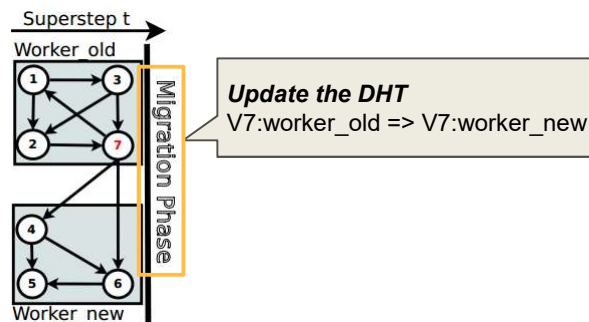 Superstep t
Worker_old
1
3
2
7
Migration Phase
Update the DHT
V7:worker_old => V7:worker_new
4
5
6
Worker_new